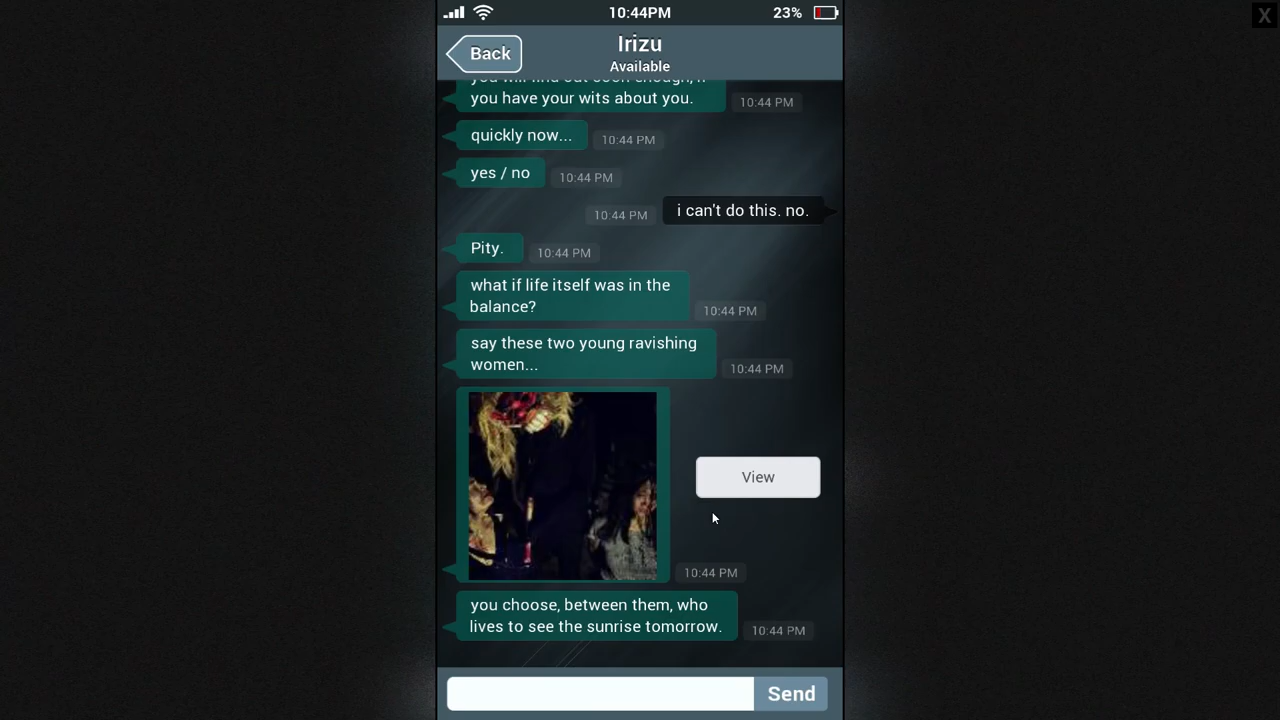 10:44PM
23%
X
Back
Irizu
Available
you have your wits about you.
10:44 PM
quickly now...
10:44 PM
yes / no
10:44 PM
10:44 PM
i can't do this. no.
Pity.
10:44 PM
what if life itself was in the
balance?
10:44 PM
say these two young ravishing
women...
10:44 PM
View
10:44 PM
you choose, between them, who
lives to see the sunrise tomorrow.
10:44 PM
Send